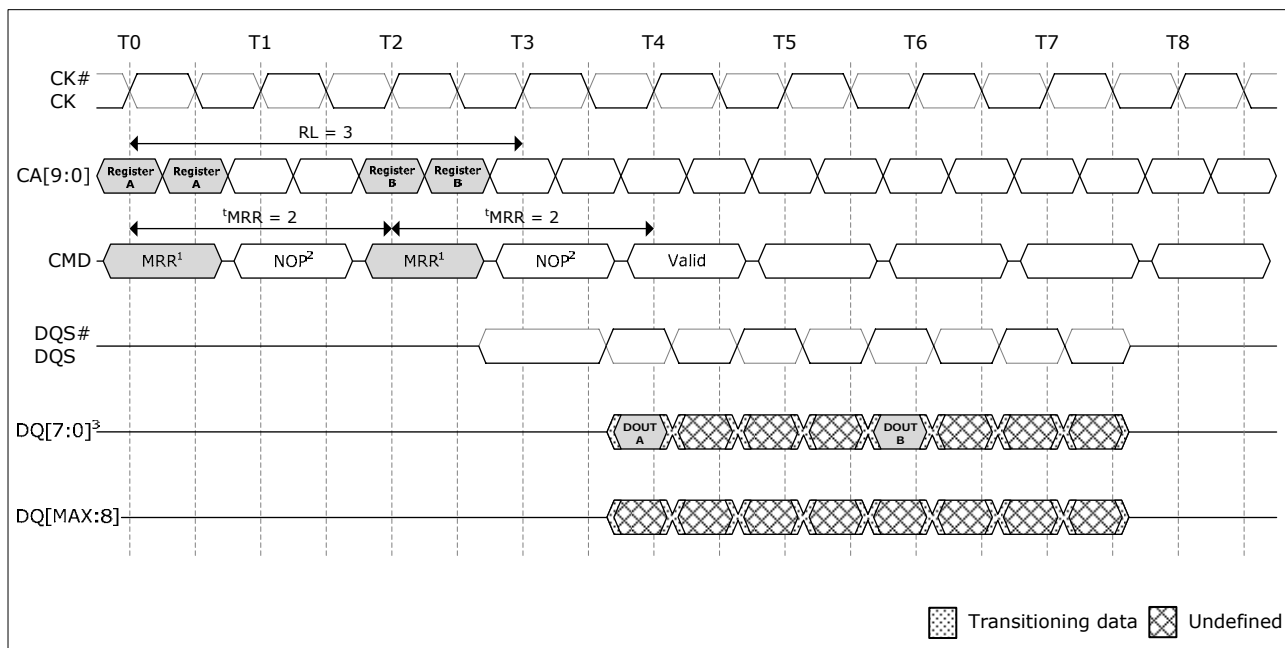 T0 T1 T2 T3 T4 T5 T6 T7 T8
CK#
CK
RL = 3
CA[9:0] Register A Register A Register B Register B
tMRR = 2 tMRR = 2
CMD MRR1 NOP2 MRR1 NOP2 Valid
DQS#
DQS
DQ[7:0]3 DOUT A DOUT B
DQ[MAX:8]
Transitioning data Undefined